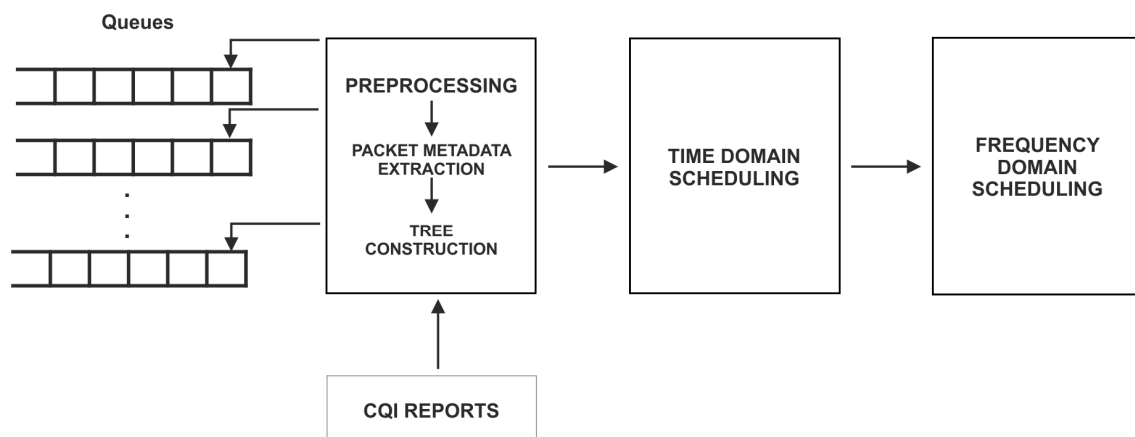 Queues
PREPROCESSING
PACKET METADATA
EXTRACTION
TREE
CONSTRUCTION
TIME DOMAIN
SCHEDULING
FREQUENCY
DOMAIN
SCHEDULING
CQI REPORTS